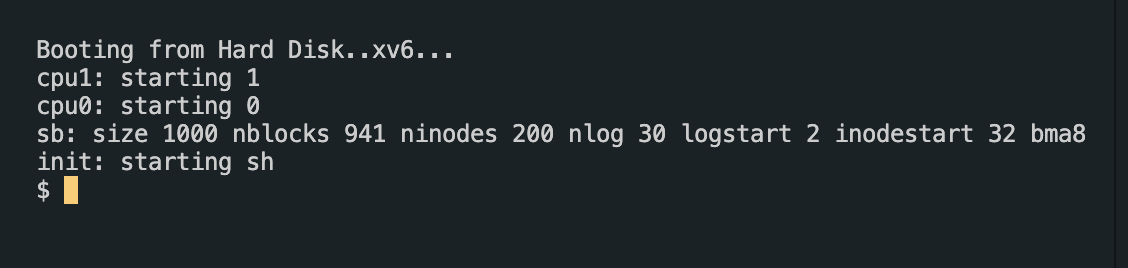 Booting from Hard Disk..xv6...
cpu1: starting 1
cpu0: starting 0
sb: size 1000 nblocks 941 ninodes 200 nlog 30 logstart 2 inodestart 32 bma8
init: starting sh
$